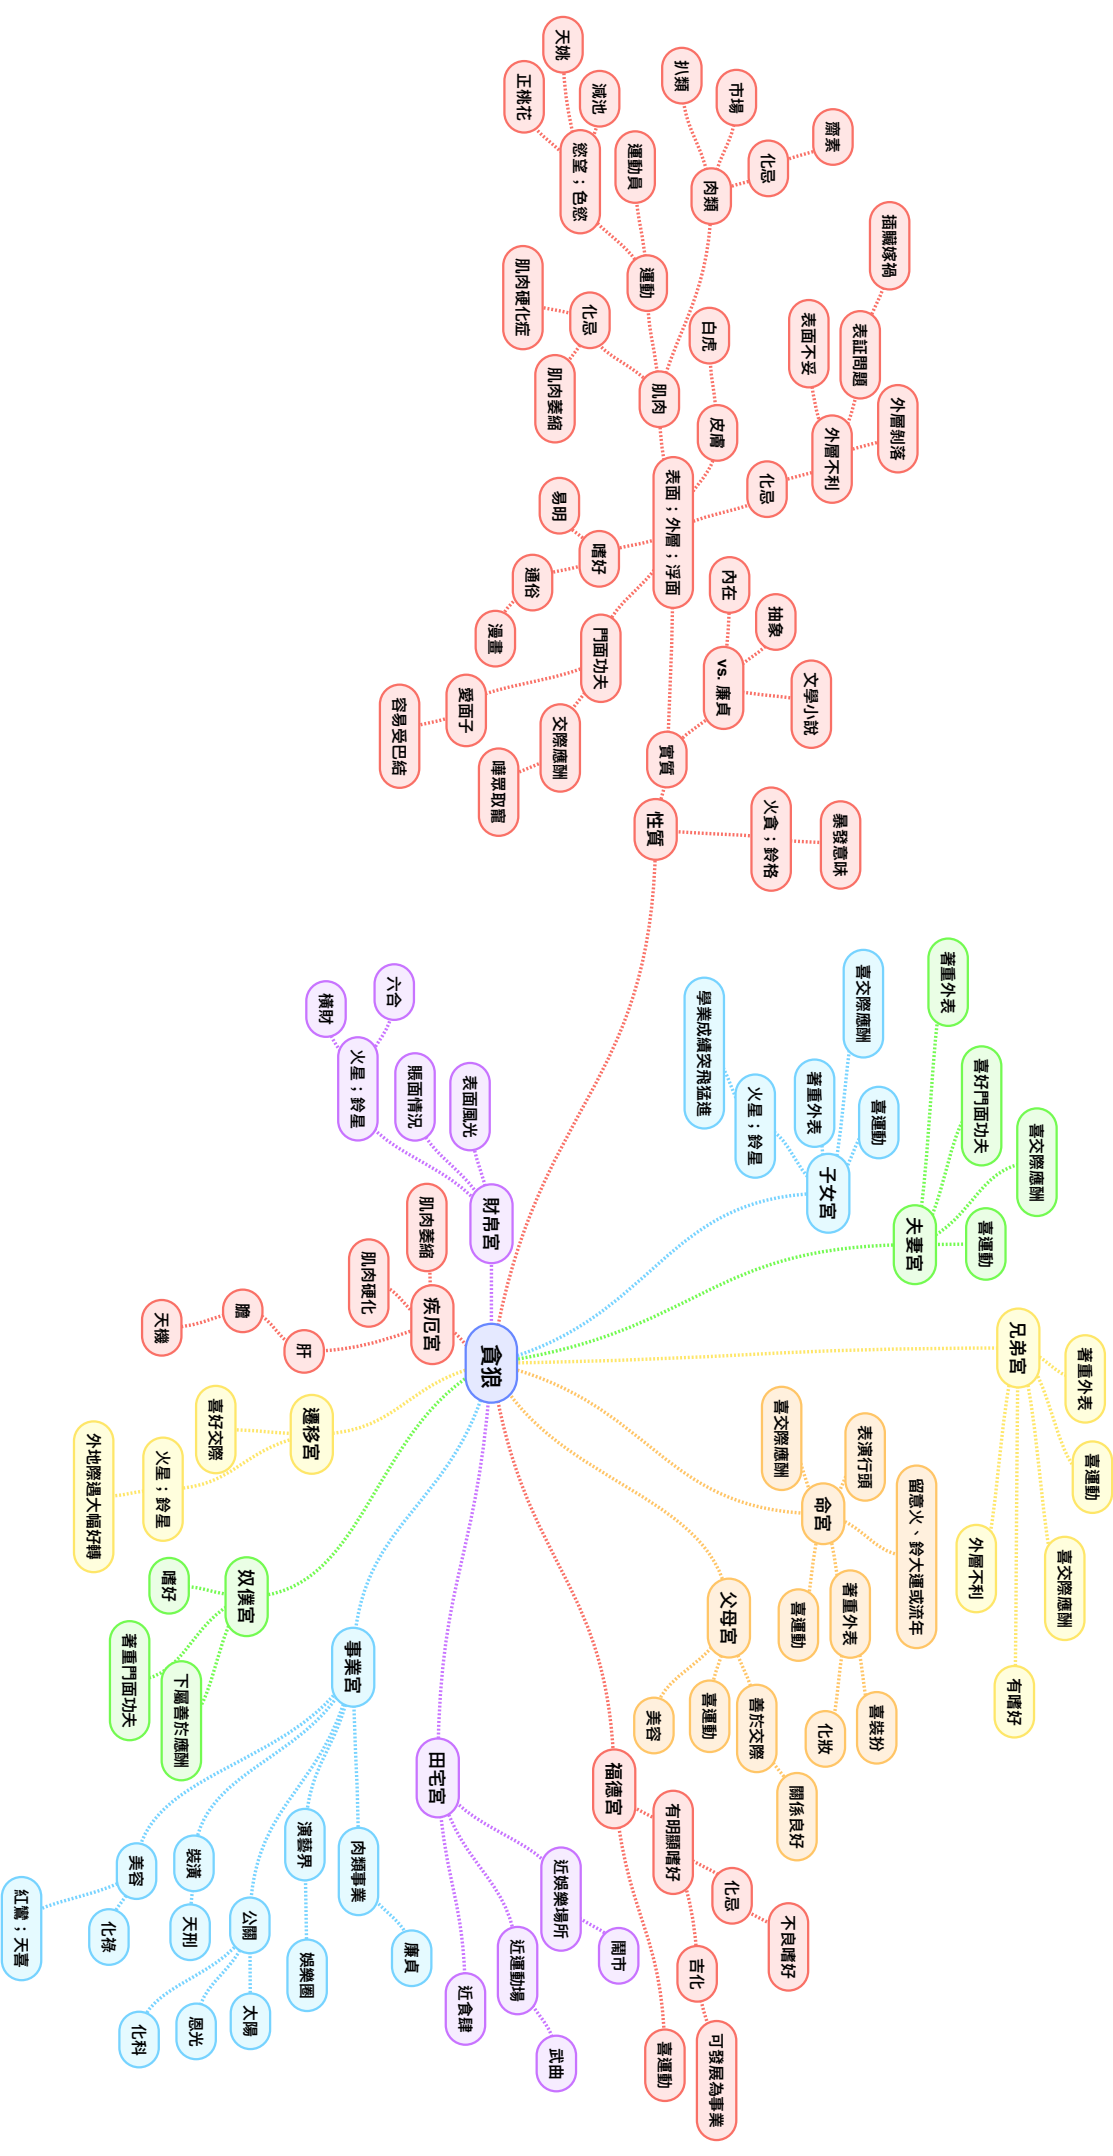 貪狼
性質
實質
vs. 廉貞
內在
抽象
文學小說
表面；外層；浮面
化忌
外層不利
表面不妥
表証問題
插贓嫁禍
外層剝落
皮膚
白虎
肌肉
肉類
扒類
市場
化忌
齋素
運動
運動員
慾望；色慾
減池
天姚
正桃花
化忌
肌肉硬化症
肌肉萎縮
嗜好
易明
通俗
漫畫
門面功夫
愛面子
容易受巴結
交際應酬
嘩眾取寵
火貪；鈴格
暴發意味
命宮
喜交際應酬
表演行頭
留意火、鈴大運或流年
著重外表
喜裝扮
化妝
喜運動
兄弟宮
著重外表
喜運動
喜交際應酬
有嗜好
外層不利
夫妻宮
著重外表
喜好門面功夫
喜交際應酬
喜運動
子女宮
喜交際應酬
喜運動
著重外表
火星；鈴星
學業成績突飛猛進
財帛宮
表面風光
賬面情況
火星；鈴星
六合
橫財
疾厄宮
肌肉萎縮
肌肉硬化
肝
膽
天機
遷移宮
喜好交際
火星；鈴星
外地際遇大幅好轉
奴僕宮
嗜好
著重門面功夫
下屬善於應酬
事業宮
肉類事業
廉貞
演藝界
娛樂圈
公關
太陽
恩光
化科
裝潢
天刑
美容
化祿
紅鸞；天喜
田宅宮
近娛樂場所
鬧市
近運動場
武曲
近食肆
福德宮
有明顯嗜好
化忌
不良嗜好
吉化
可發展為事業
喜運動
父母宮
善於交際
關係良好
喜運動
美容